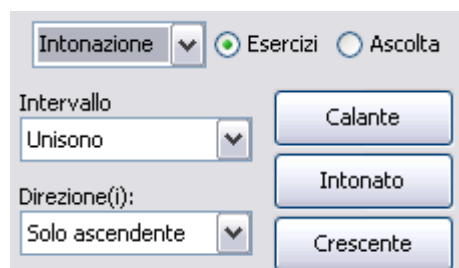 Intonazione Esercizi Ascolta
Intervallo
Unisono
Direzione(i):
Solo ascendente
Calante
Intonato
Crescente